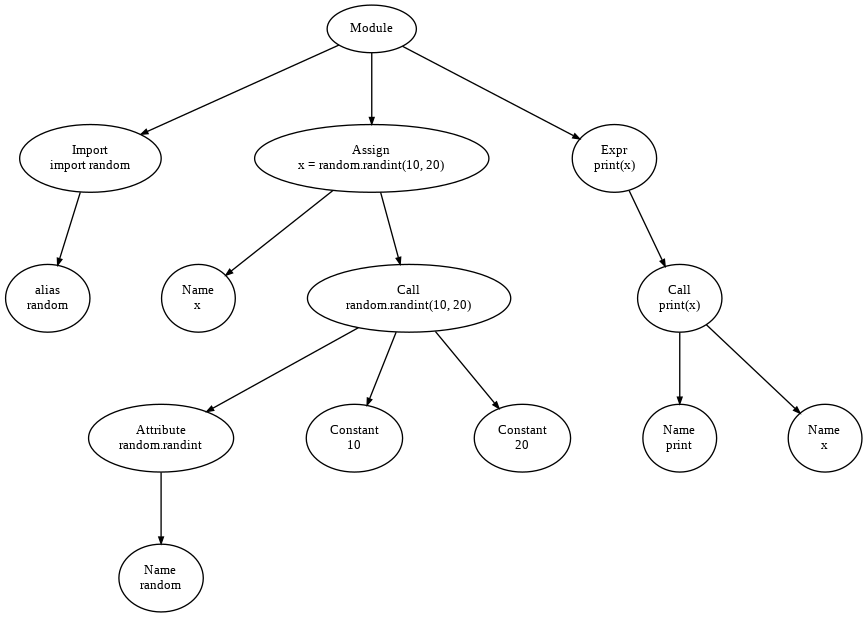 Module
Import
import random
Assign
x = random.randint(10, 20)
Expr
print(x)
alias
random
Name
x
Call
random.randint(10, 20)
Call
print(x)
Attribute
random.randint
Constant
10
Constant
20
Name
print
Name
x
Name
random